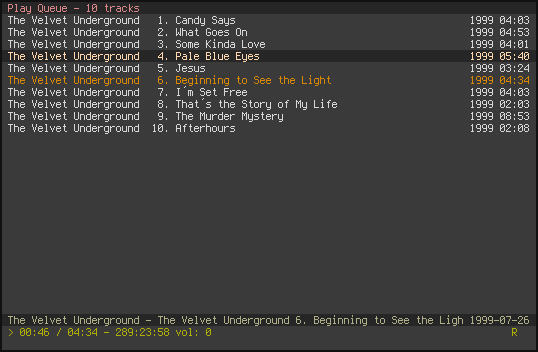 Play Queue - 10 tracks
The Velvet Underground 1. Candy Says 1999 04:03
The Velvet Underground 2. What Goes On 1999 04:53
The Velvet Underground 3. Some Kinda Love 1999 04:01
The Velvet Underground 4. Pale Blue Eyes 1999 05:40
The Velvet Underground 5. Jesus 1999 03:24
The Velvet Underground 6. Beginning to See the Light 1999 04:34
The Velvet Underground 7. I´m Set Free 1999 04:03
The Velvet Underground 8. That´s the Story of My Life 1999 02:03
The Velvet Underground 9. The Murder Mystery 1999 08:53
The Velvet Underground 10. Afterhours 1999 02:08
The Velvet Underground - The Velvet Underground 6. Beginning to See the Ligh 1999-07-26
> 00:46 / 04:34 - 289:23:58 vol: 0 R